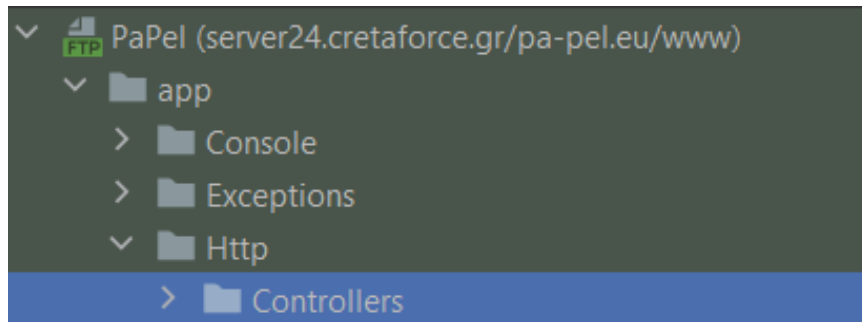 FTP PaPel (server24.cretaforce.gr/pa-pel.eu/www)
app
Console
Exceptions
Http
Controllers